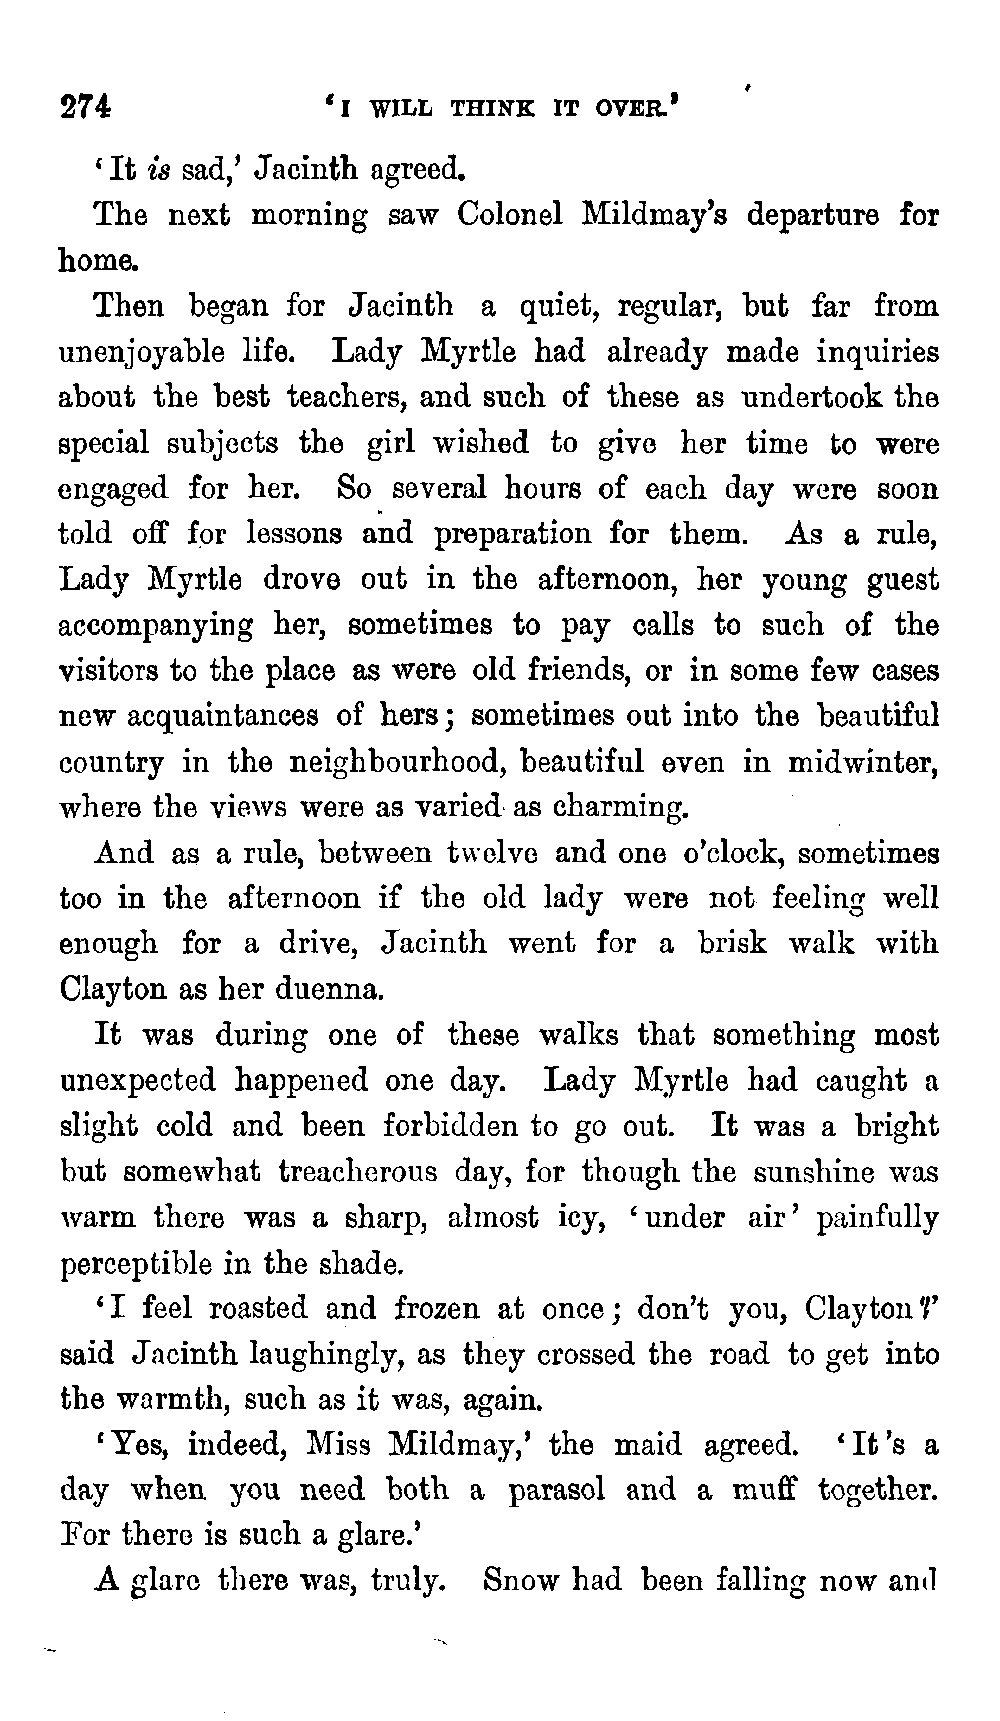 274 ‘I WILL THINK IT OVER.’
‘It is sad,’ Jacinth agreed.
The next morning saw Colonel Mildmay’s departure for
home.
Then began for Jacinth a quiet, regular, but far from
unenjoyable life. Lady Myrtle had already made inquiries
about the best teachers, and such of these as undertook the
special subjects the girl wished to give her time to were
engaged for her. So several hours of each day were soon
told off for lessons and preparation for them. As a rule,
Lady Myrtle drove out in the afternoon, her young guest
accompanying her, sometimes to pay calls to such of the
visitors to the place as were old friends, or in some few cases
new acquaintances of hers; sometimes out into the beautiful
country in the neighbourhood, beautiful even in midwinter,
where the views were as varied as charming.
And as a rule, between twelve and one o’clock, sometimes
too in the afternoon if the old lady were not feeling well
enough for a drive, Jacinth went for a brisk walk with
Clayton as her duenna.
It was during one of these walks that something most
unexpected happened one day. Lady Myrtle had caught a
slight cold and been forbidden to go out. It was a bright
but somewhat treacherous day, for though the sunshine was
warm there was a sharp, almost icy, ‘under air’ painfully
perceptible in the shade.
‘I feel roasted and frozen at once; don’t you, Clayton?’
said Jacinth laughingly, as they crossed the road to get into
the warmth, such as it was, again.
‘Yes, indeed, Miss Mildmay,’ the maid agreed. ‘It’s a
day when you need both a parasol and a muff together.
For there is such a glare.’
A glare there was, truly. Snow had been falling now and